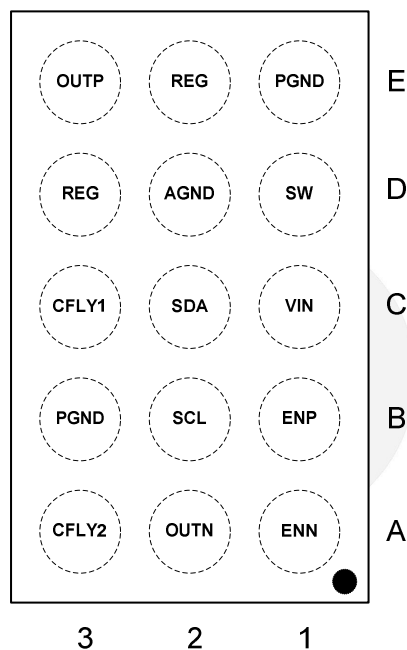 OUTP REG PGND E
REG AGND SW D
CFLY1 SDA VIN C
PGND SCL ENP B
CFLY2 OUTN ENN A
3 2 1